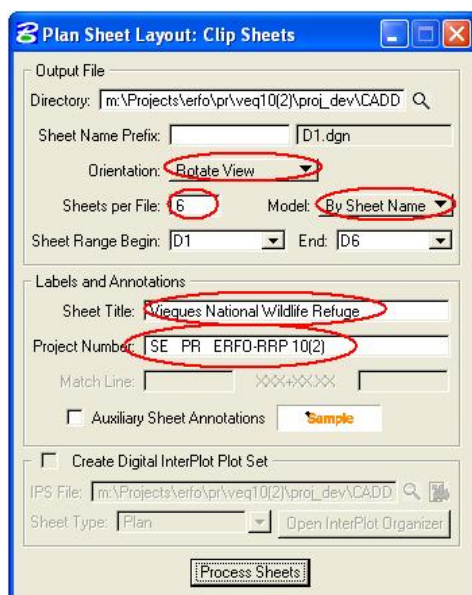 Plan Sheet Layout: Clip Sheets
Output File
Directory: m:\Projects\erfo\pr\veq10(2)\proj_dev\CADD
Sheet Name Prefix: D1.dgn
Orientation: Rotate View
Sheets per File: 6 Model: By Sheet Name
Sheet Range Begin: D1 End: D6
Labels and Annotations
Sheet Title: Vieques National Wildlife Refuge
Project Number: SE PR ERFO-RRP 10(2)
Match Line: XXX+XX.XX
Auxiliary Sheet Annotations Sample
Create Digital InterPlot Plot Set
IPS File: m:\Projects\erfo\pr\veq10(2)\proj_dev\CADD
Sheet Type: Plan Open InterPlot Organizer
Process Sheets